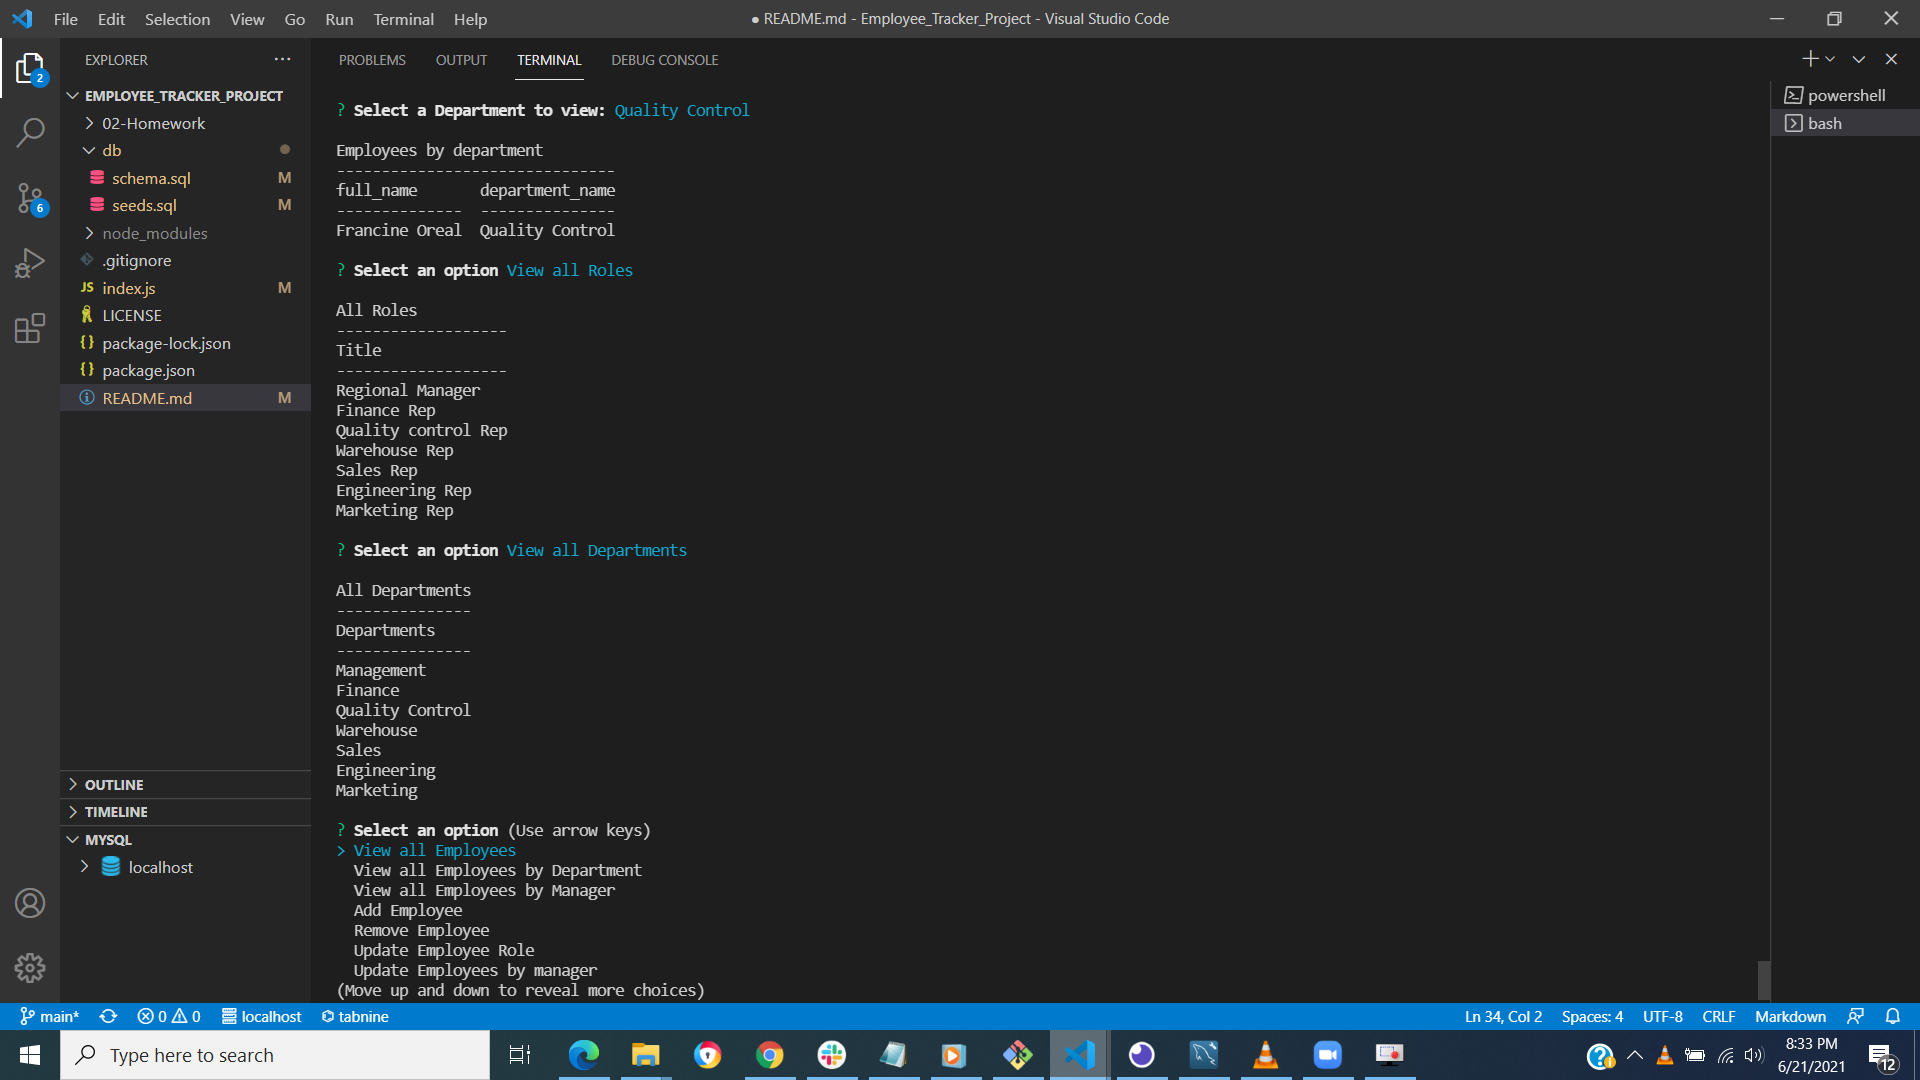 File Edit Selection View Go Run Terminal Help
● README.md - Employee_Tracker_Project - Visual Studio Code
EXPLORER
EMPLOYEE_TRACKER_PROJECT
02-Homework
db
schema.sql M
seeds.sql M
node_modules
.gitignore
JS index.js M
LICENSE
{} package-lock.json
{} package.json
README.md M
OUTLINE
TIMELINE
MYSQL
localhost
2
6
PROBLEMS OUTPUT TERMINAL DEBUG CONSOLE
? Select a Department to view: Quality Control
Employees by department
-------------------------------
full_name department_name
-------------- ---------------
Francine Oreal Quality Control
? Select an option View all Roles
All Roles
-------------------
Title
-------------------
Regional Manager
Finance Rep
Quality control Rep
Warehouse Rep
Sales Rep
Engineering Rep
Marketing Rep
? Select an option View all Departments
All Departments
---------------
Departments
---------------
Management
Finance
Quality Control
Warehouse
Sales
Engineering
Marketing
? Select an option (Use arrow keys)
> View all Employees
View all Employees by Department
View all Employees by Manager
Add Employee
Remove Employee
Update Employee Role
Update Employees by manager
(Move up and down to reveal more choices)
powershell
bash
main* 0 0 localhost tabnine
Ln 34, Col 2 Spaces: 4 UTF-8 CRLF Markdown
Type here to search
8:33 PM
6/21/2021
12